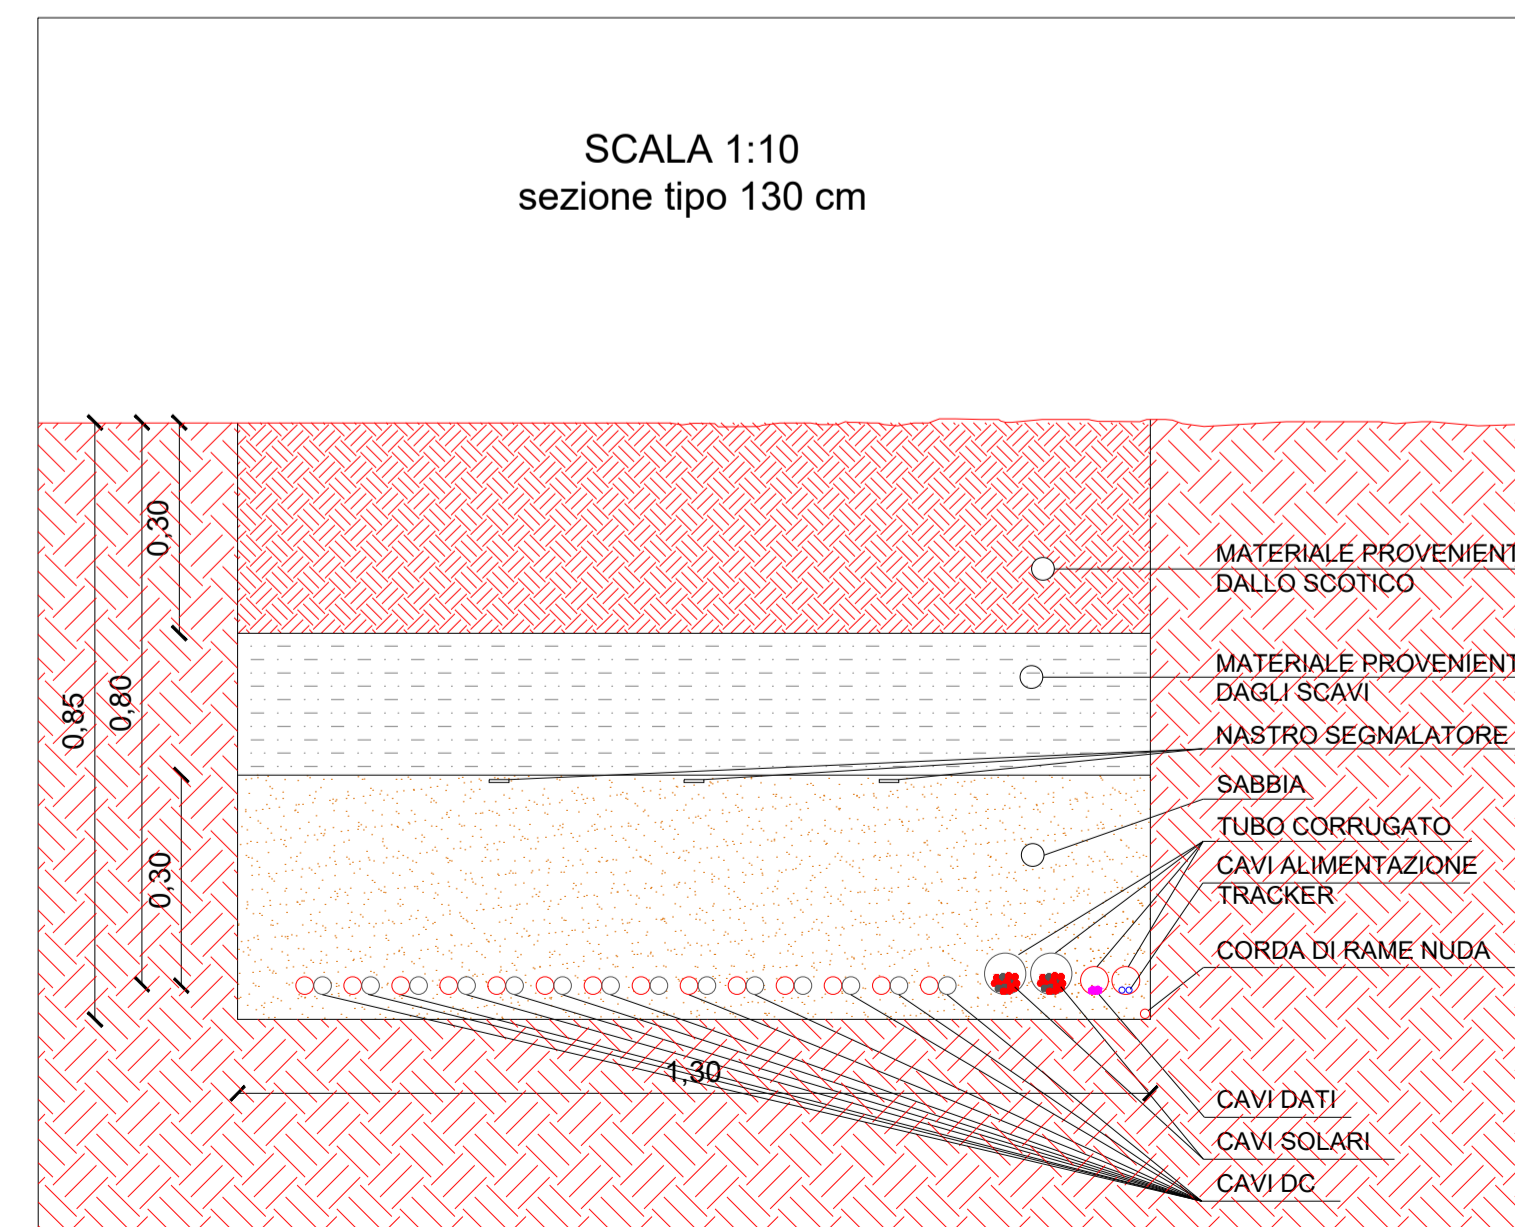 SCALA 1:10
sezione tipo 130 cm
0,30
0,80
0,85
0,30
1,30
MATERIALE PROVENIENT
DALLO SCOTICO
MATERIALE PROVENIENT
DAGLI SCAVI
NASTRO SEGNALATORE
SABBIA
TUBO CORRUGATO
CAVI ALIMENTAZIONE
TRACKER
CORDA DI RAME NUDA
CAVI DATI
CAVI SOLARI
CAVI DC